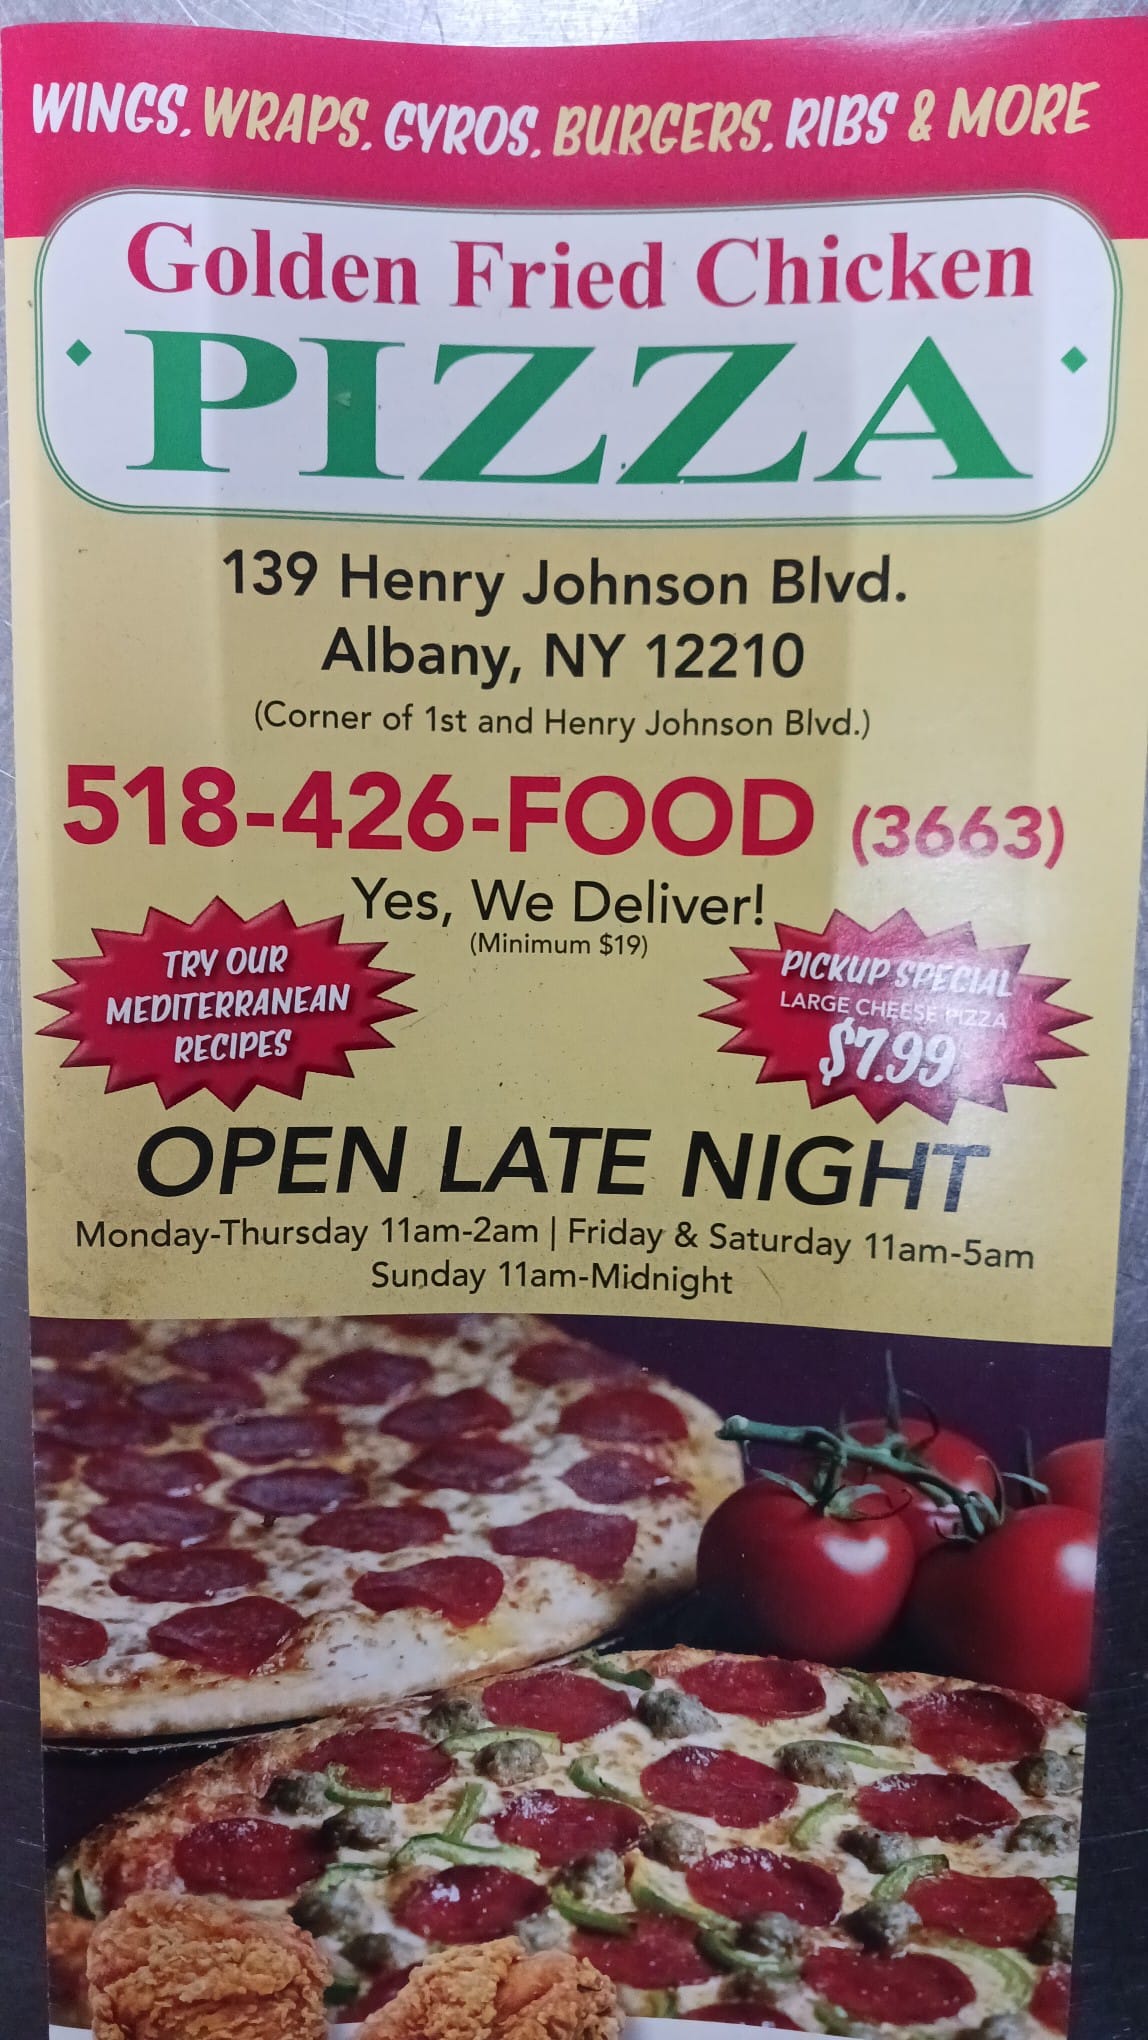 WINGS, WRAPS, GYROS, BURGERS, RIBS & MORE
Golden Fried Chicken
PIZZA
139 Henry Johnson Blvd.
Albany, NY 12210
(Corner of 1st and Henry Johnson Blvd.)
518-426-FOOD (3663)
Yes, We Deliver!
(Minimum $19)
TRY OUR
MEDITERRANEAN
RECIPES
PICKUP SPECIAL
LARGE CHEESE PIZZA
$7.99
OPEN LATE NIGHT
Monday-Thursday 11am-2am | Friday & Saturday 11am-5am
Sunday 11am-Midnight